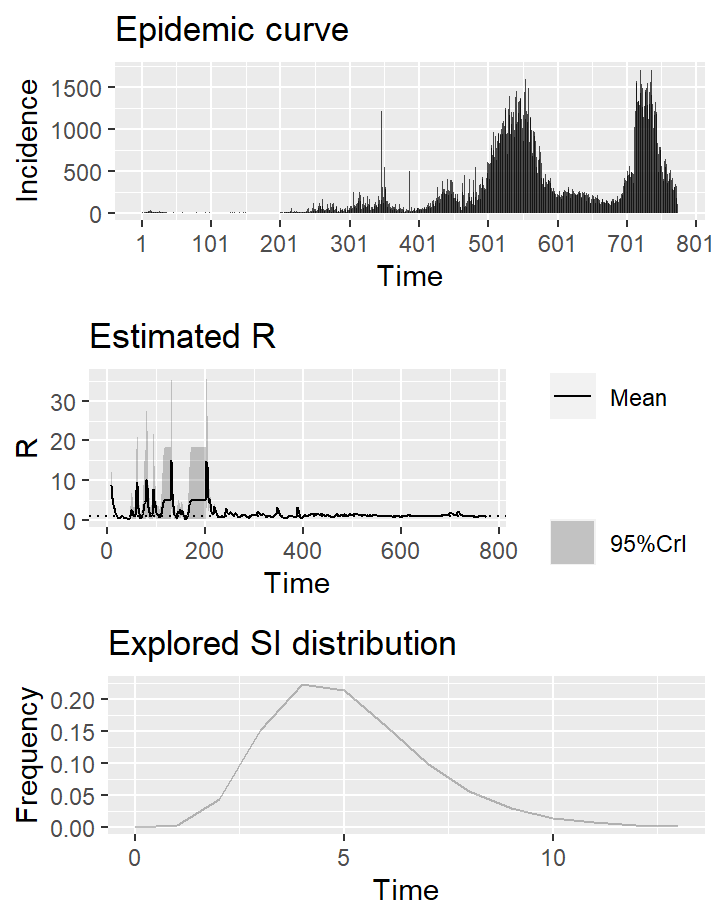 Epidemic curve
Incidence
1500
1000
500
0
1 101 201 301 401 501 601 701 801
Time
Estimated R
R
30
20
10
0
0 200 400 600 800
Time
Mean
95%CrI
Explored SI distribution
Frequency
0.20
0.15
0.10
0.05
0.00
0 5 10
Time